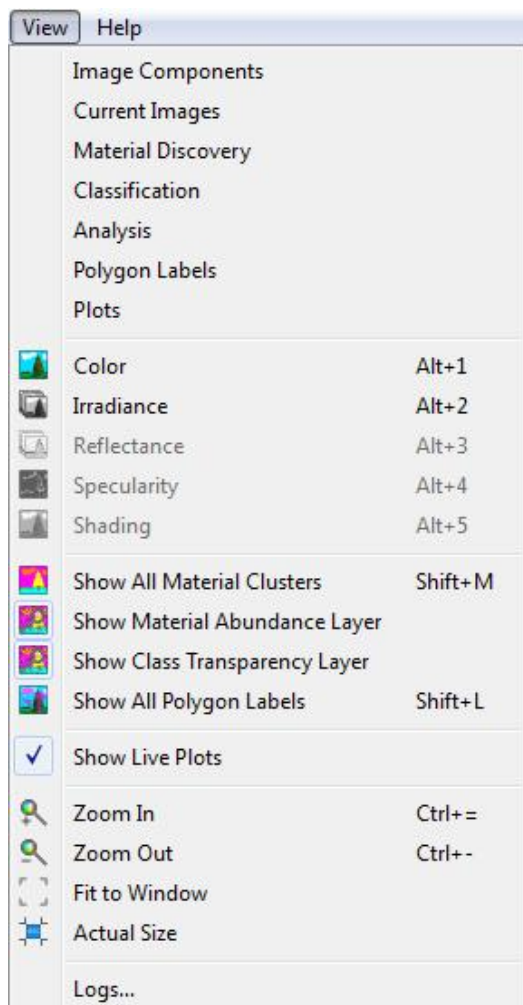 View Help
Image Components
Current Images
Material Discovery
Classification
Analysis
Polygon Labels
Plots
Color Alt+1
Irradiance Alt+2
Reflectance Alt+3
Specularity Alt+4
Shading Alt+5
Show All Material Clusters Shift+M
Show Material Abundance Layer
Show Class Transparency Layer
Show All Polygon Labels Shift+L
Show Live Plots
Zoom In Ctrl+=
Zoom Out Ctrl+-
Fit to Window
Actual Size
Logs...